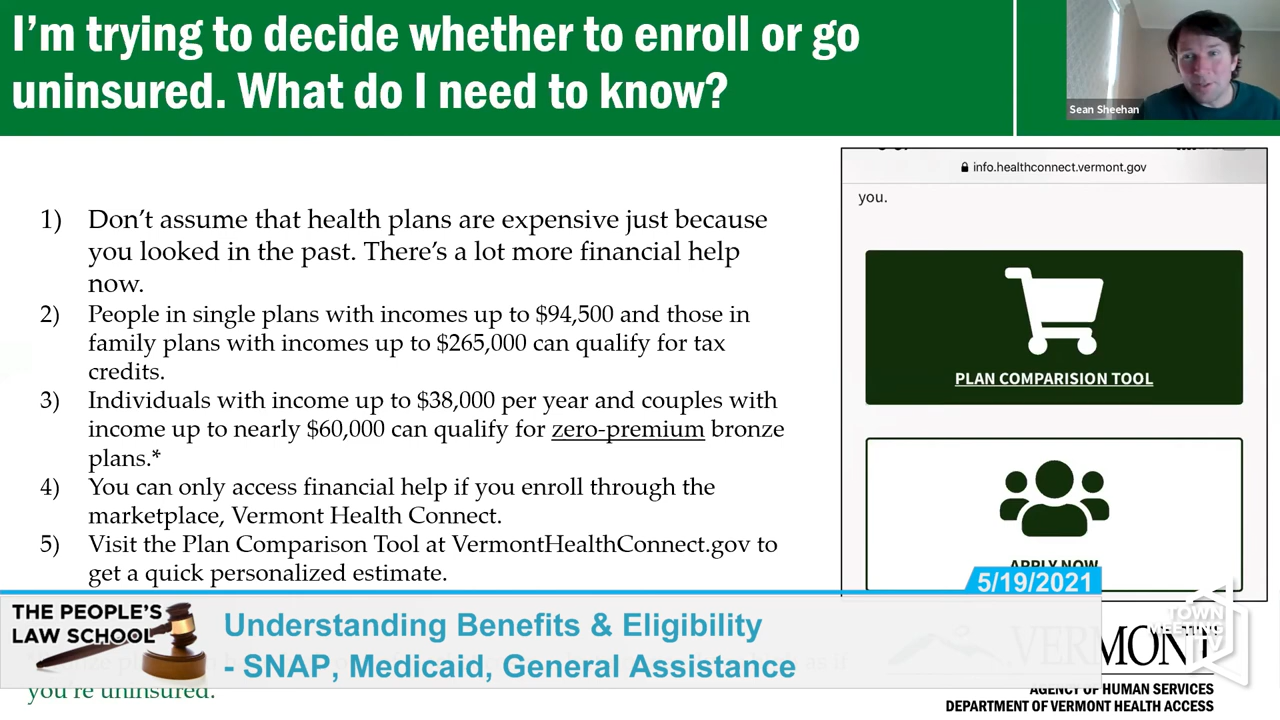 I'm trying to decide whether to enroll or go
uninsured. What do I need to know?
Sean Sheehan
1) Don't assume that health plans are expensive just because
you looked in the past. There's a lot more financial help
now.
2) People in single plans with incomes up to $94,500 and those in
family plans with incomes up to $265,000 can qualify for tax
credits.
3) Individuals with income up to $38,000 per year and couples with
income up to nearly $60,000 can qualify for zero-premium bronze
plans.*
4) You can only access financial help if you enroll through the
marketplace, Vermont Health Connect.
5) Visit the Plan Comparison Tool at VermontHealthConnect.gov to
get a quick personalized estimate.
info.healthconnect.vermont.gov
you.
PLAN COMPARISION TOOL
APPLY NOW
5/19/2021
THE PEOPLE'S
LAW SCHOOL
Understanding Benefits & Eligibility
- SNAP, Medicaid, General Assistance
you're uninsured.
TOWN
MEETING
VERMONT
AGENCY OF HUMAN SERVICES
DEPARTMENT OF VERMONT HEALTH ACCESS